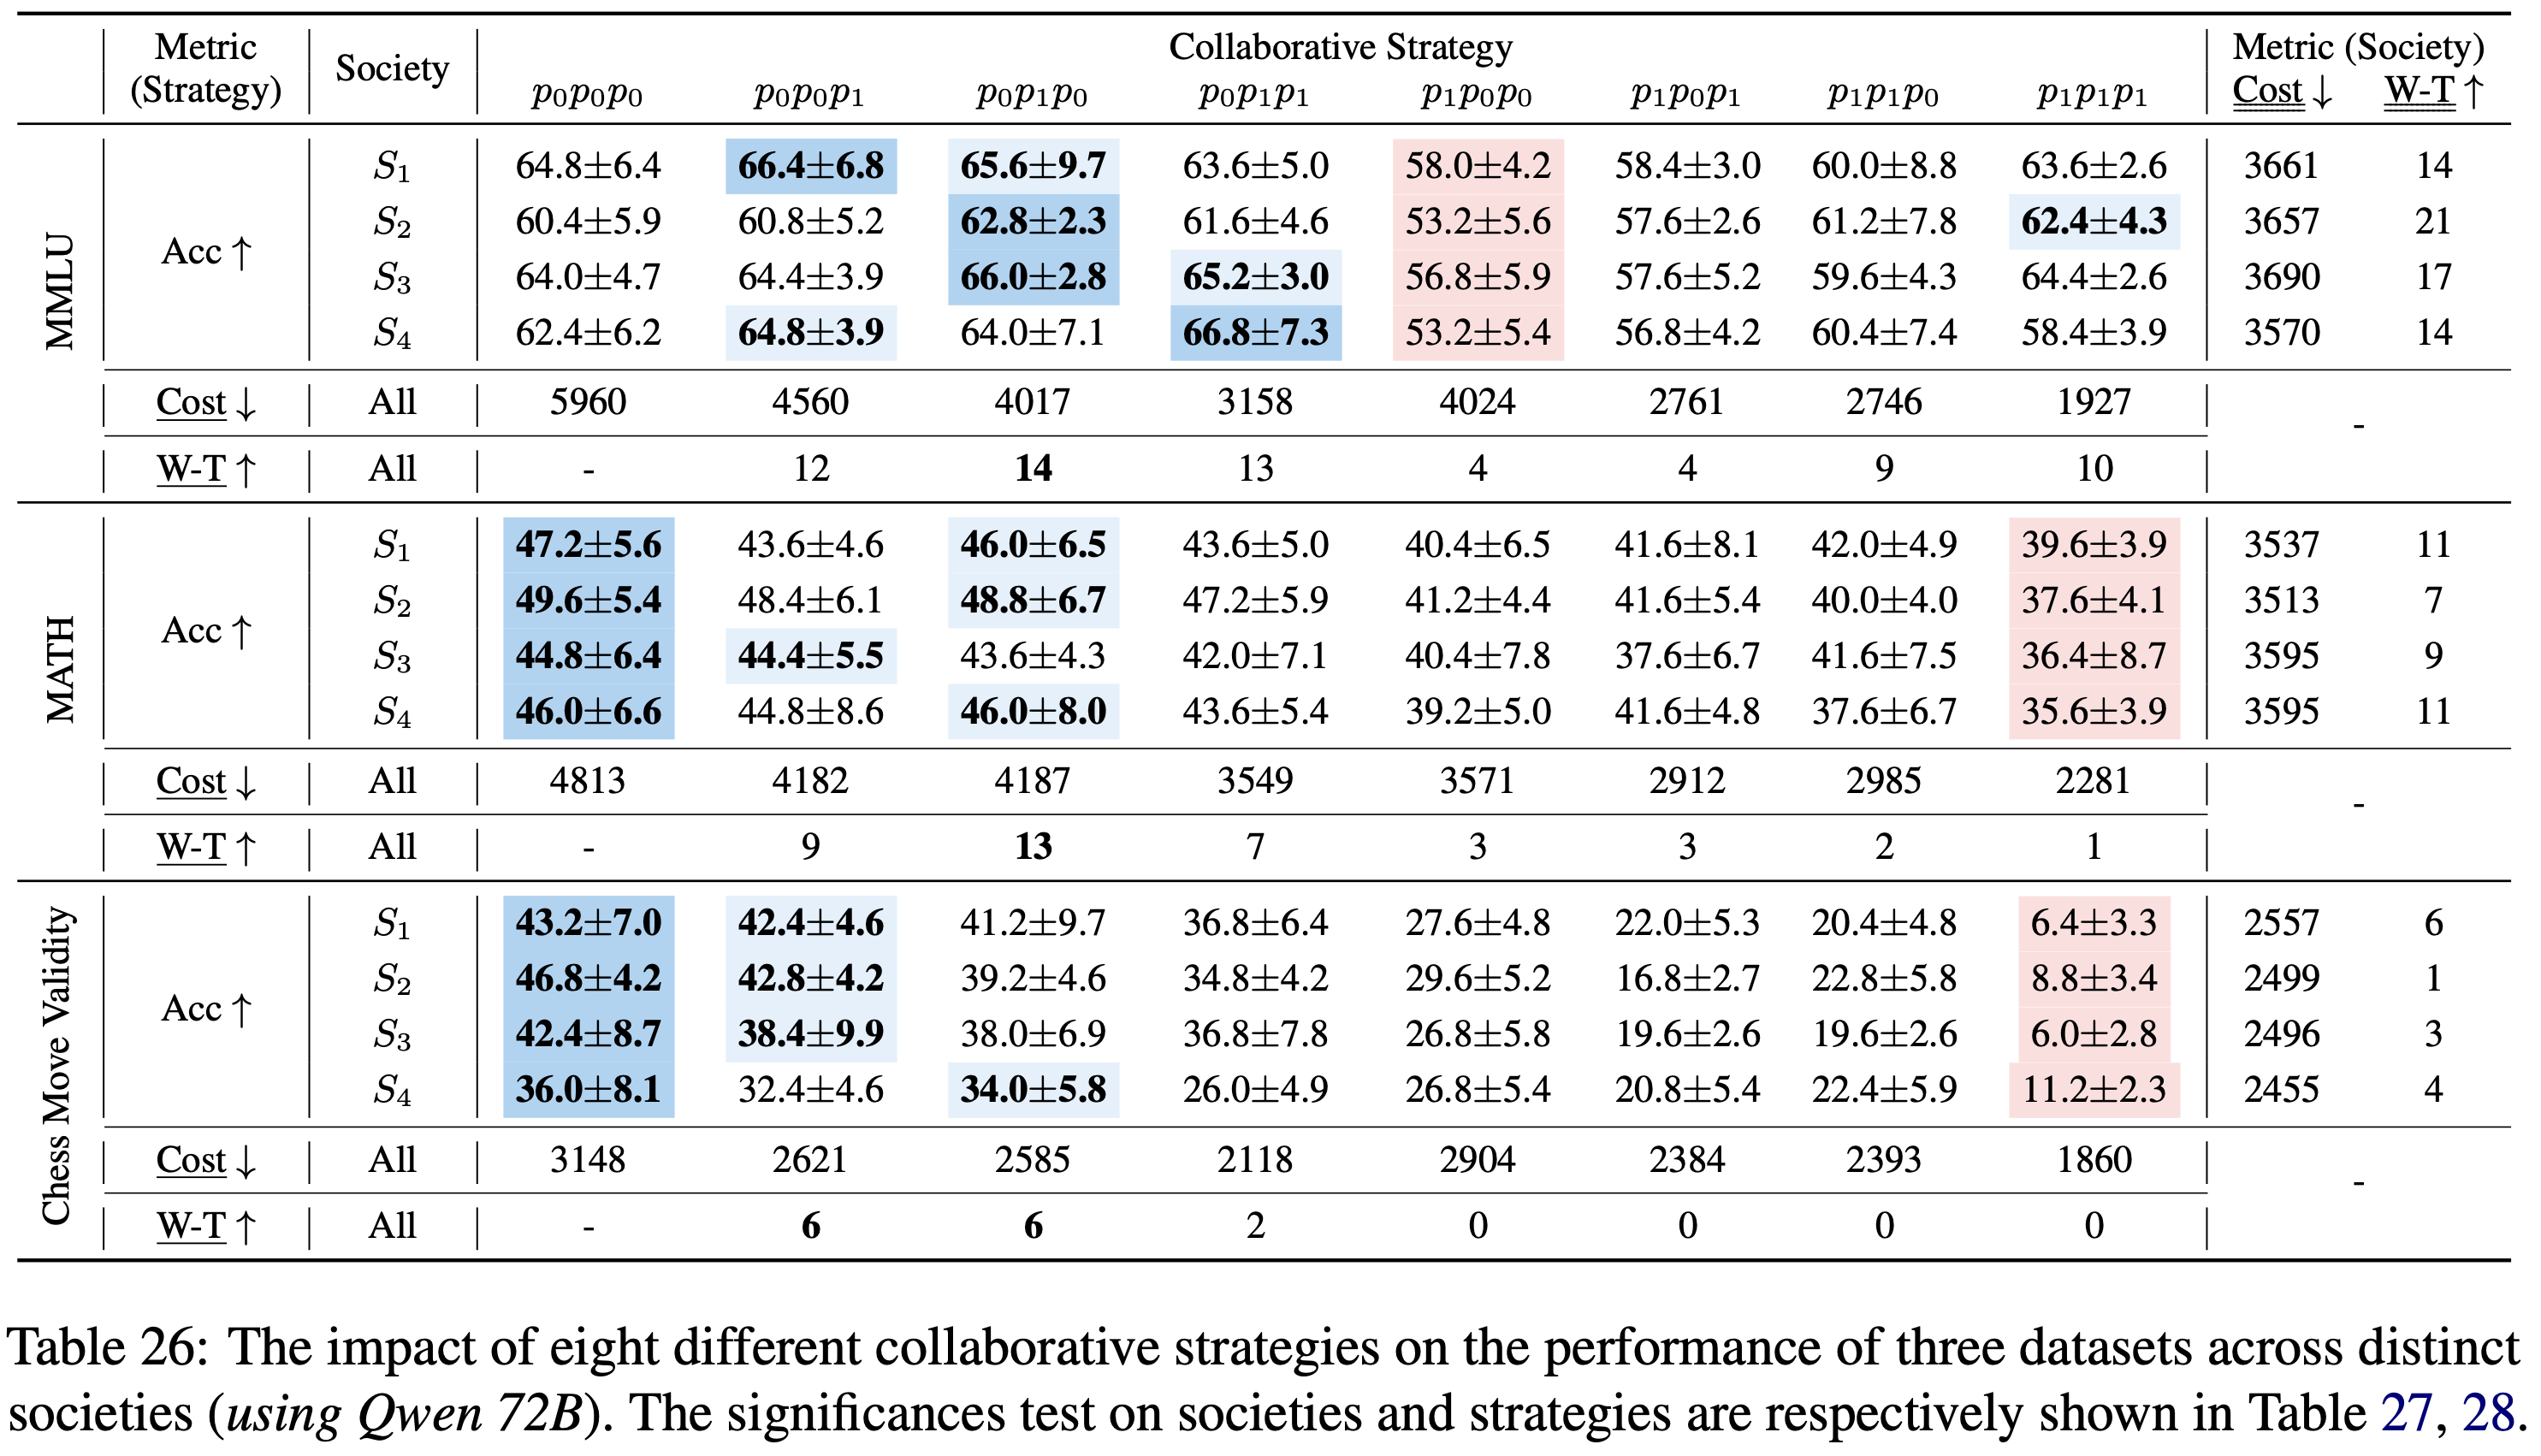 Metric (Strategy) Society Collaborative Strategy Metric (Society)
p₀p₀p₀ p₀p₀p₁ p₀p₁p₀ p₀p₁p₁ p₁p₀p₀ p₁p₀p₁ p₁p₁p₀ p₁p₁p₁ Cost ↓ W-T ↑
MMLU
Acc ↑
S₁ 64.8±6.4 66.4±6.8 65.6±9.7 63.6±5.0 58.0±4.2 58.4±3.0 60.0±8.8 63.6±2.6 3661 14
S₂ 60.4±5.9 60.8±5.2 62.8±2.3 61.6±4.6 53.2±5.6 57.6±2.6 61.2±7.8 62.4±4.3 3657 21
S₃ 64.0±4.7 64.4±3.9 66.0±2.8 65.2±3.0 56.8±5.9 57.6±5.2 59.6±4.3 64.4±2.6 3690 17
S₄ 62.4±6.2 64.8±3.9 64.0±7.1 66.8±7.3 53.2±5.4 56.8±4.2 60.4±7.4 58.4±3.9 3570 14
Cost ↓ All 5960 4560 4017 3158 4024 2761 2746 1927 -
W-T ↑ All - 12 14 13 4 4 9 10
MATH
Acc ↑
S₁ 47.2±5.6 43.6±4.6 46.0±6.5 43.6±5.0 40.4±6.5 41.6±8.1 42.0±4.9 39.6±3.9 3537 11
S₂ 49.6±5.4 48.4±6.1 48.8±6.7 47.2±5.9 41.2±4.4 41.6±5.4 40.0±4.0 37.6±4.1 3513 7
S₃ 44.8±6.4 44.4±5.5 43.6±4.3 42.0±7.1 40.4±7.8 37.6±6.7 41.6±7.5 36.4±8.7 3595 9
S₄ 46.0±6.6 44.8±8.6 46.0±8.0 43.6±5.4 39.2±5.0 41.6±4.8 37.6±6.7 35.6±3.9 3595 11
Cost ↓ All 4813 4182 4187 3549 3571 2912 2985 2281 -
W-T ↑ All - 9 13 7 3 3 2 1
Chess Move Validity
Acc ↑
S₁ 43.2±7.0 42.4±4.6 41.2±9.7 36.8±6.4 27.6±4.8 22.0±5.3 20.4±4.8 6.4±3.3 2557 6
S₂ 46.8±4.2 42.8±4.2 39.2±4.6 34.8±4.2 29.6±5.2 16.8±2.7 22.8±5.8 8.8±3.4 2499 1
S₃ 42.4±8.7 38.4±9.9 38.0±6.9 36.8±7.8 26.8±5.8 19.6±2.6 19.6±2.6 6.0±2.8 2496 3
S₄ 36.0±8.1 32.4±4.6 34.0±5.8 26.0±4.9 26.8±5.4 20.8±5.4 22.4±5.9 11.2±2.3 2455 4
Cost ↓ All 3148 2621 2585 2118 2904 2384 2393 1860 -
W-T ↑ All - 6 6 2 0 0 0 0
Table 26: The impact of eight different collaborative strategies on the performance of three datasets across distinct
societies (using Qwen 72B). The significances test on societies and strategies are respectively shown in Table 27, 28.